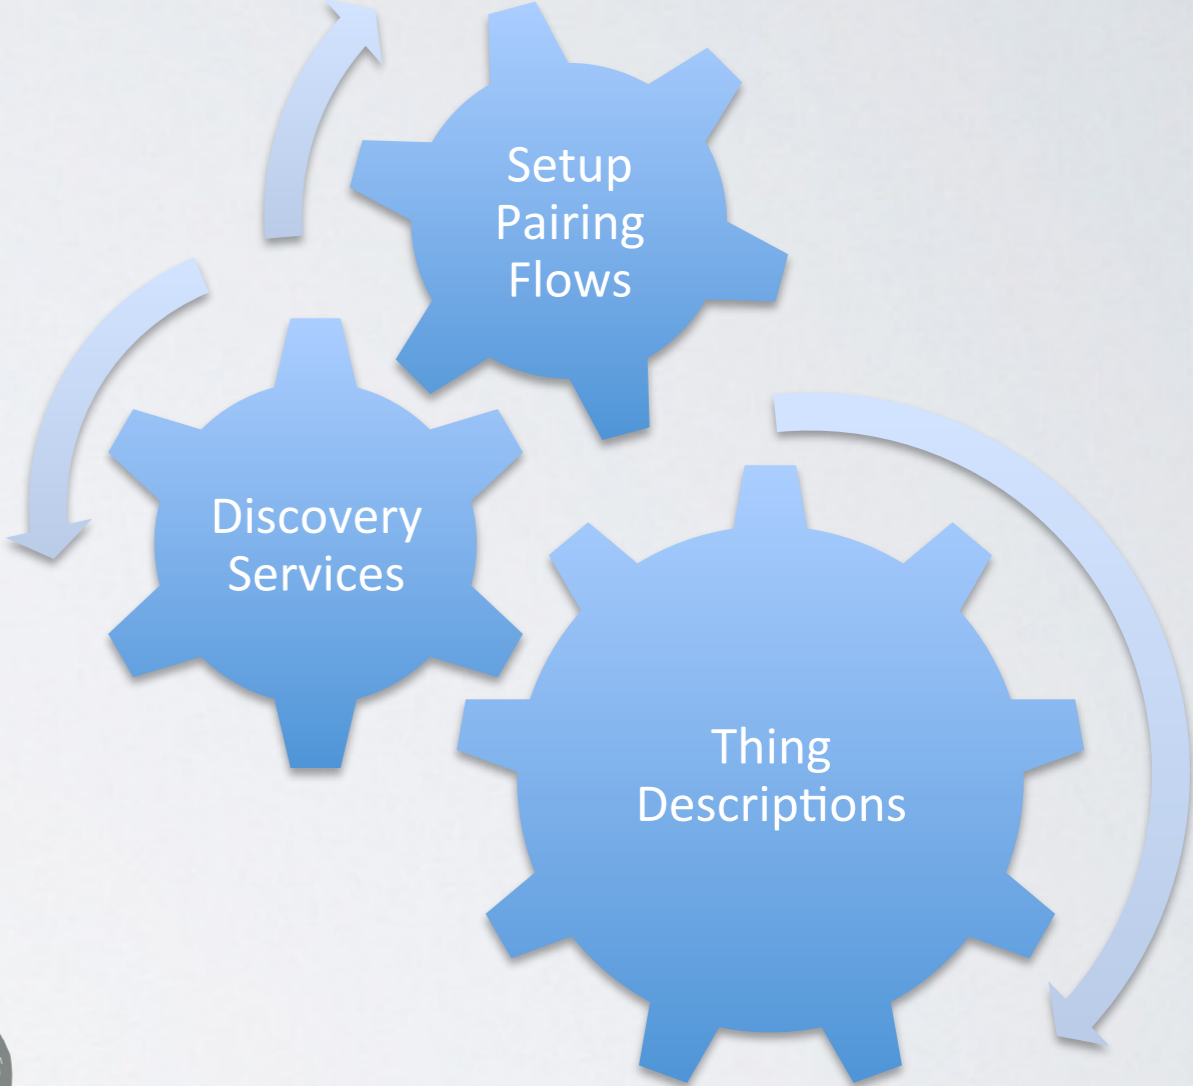 Setup
Pairing
Flows
Discovery
Services
Thing
Descriptions